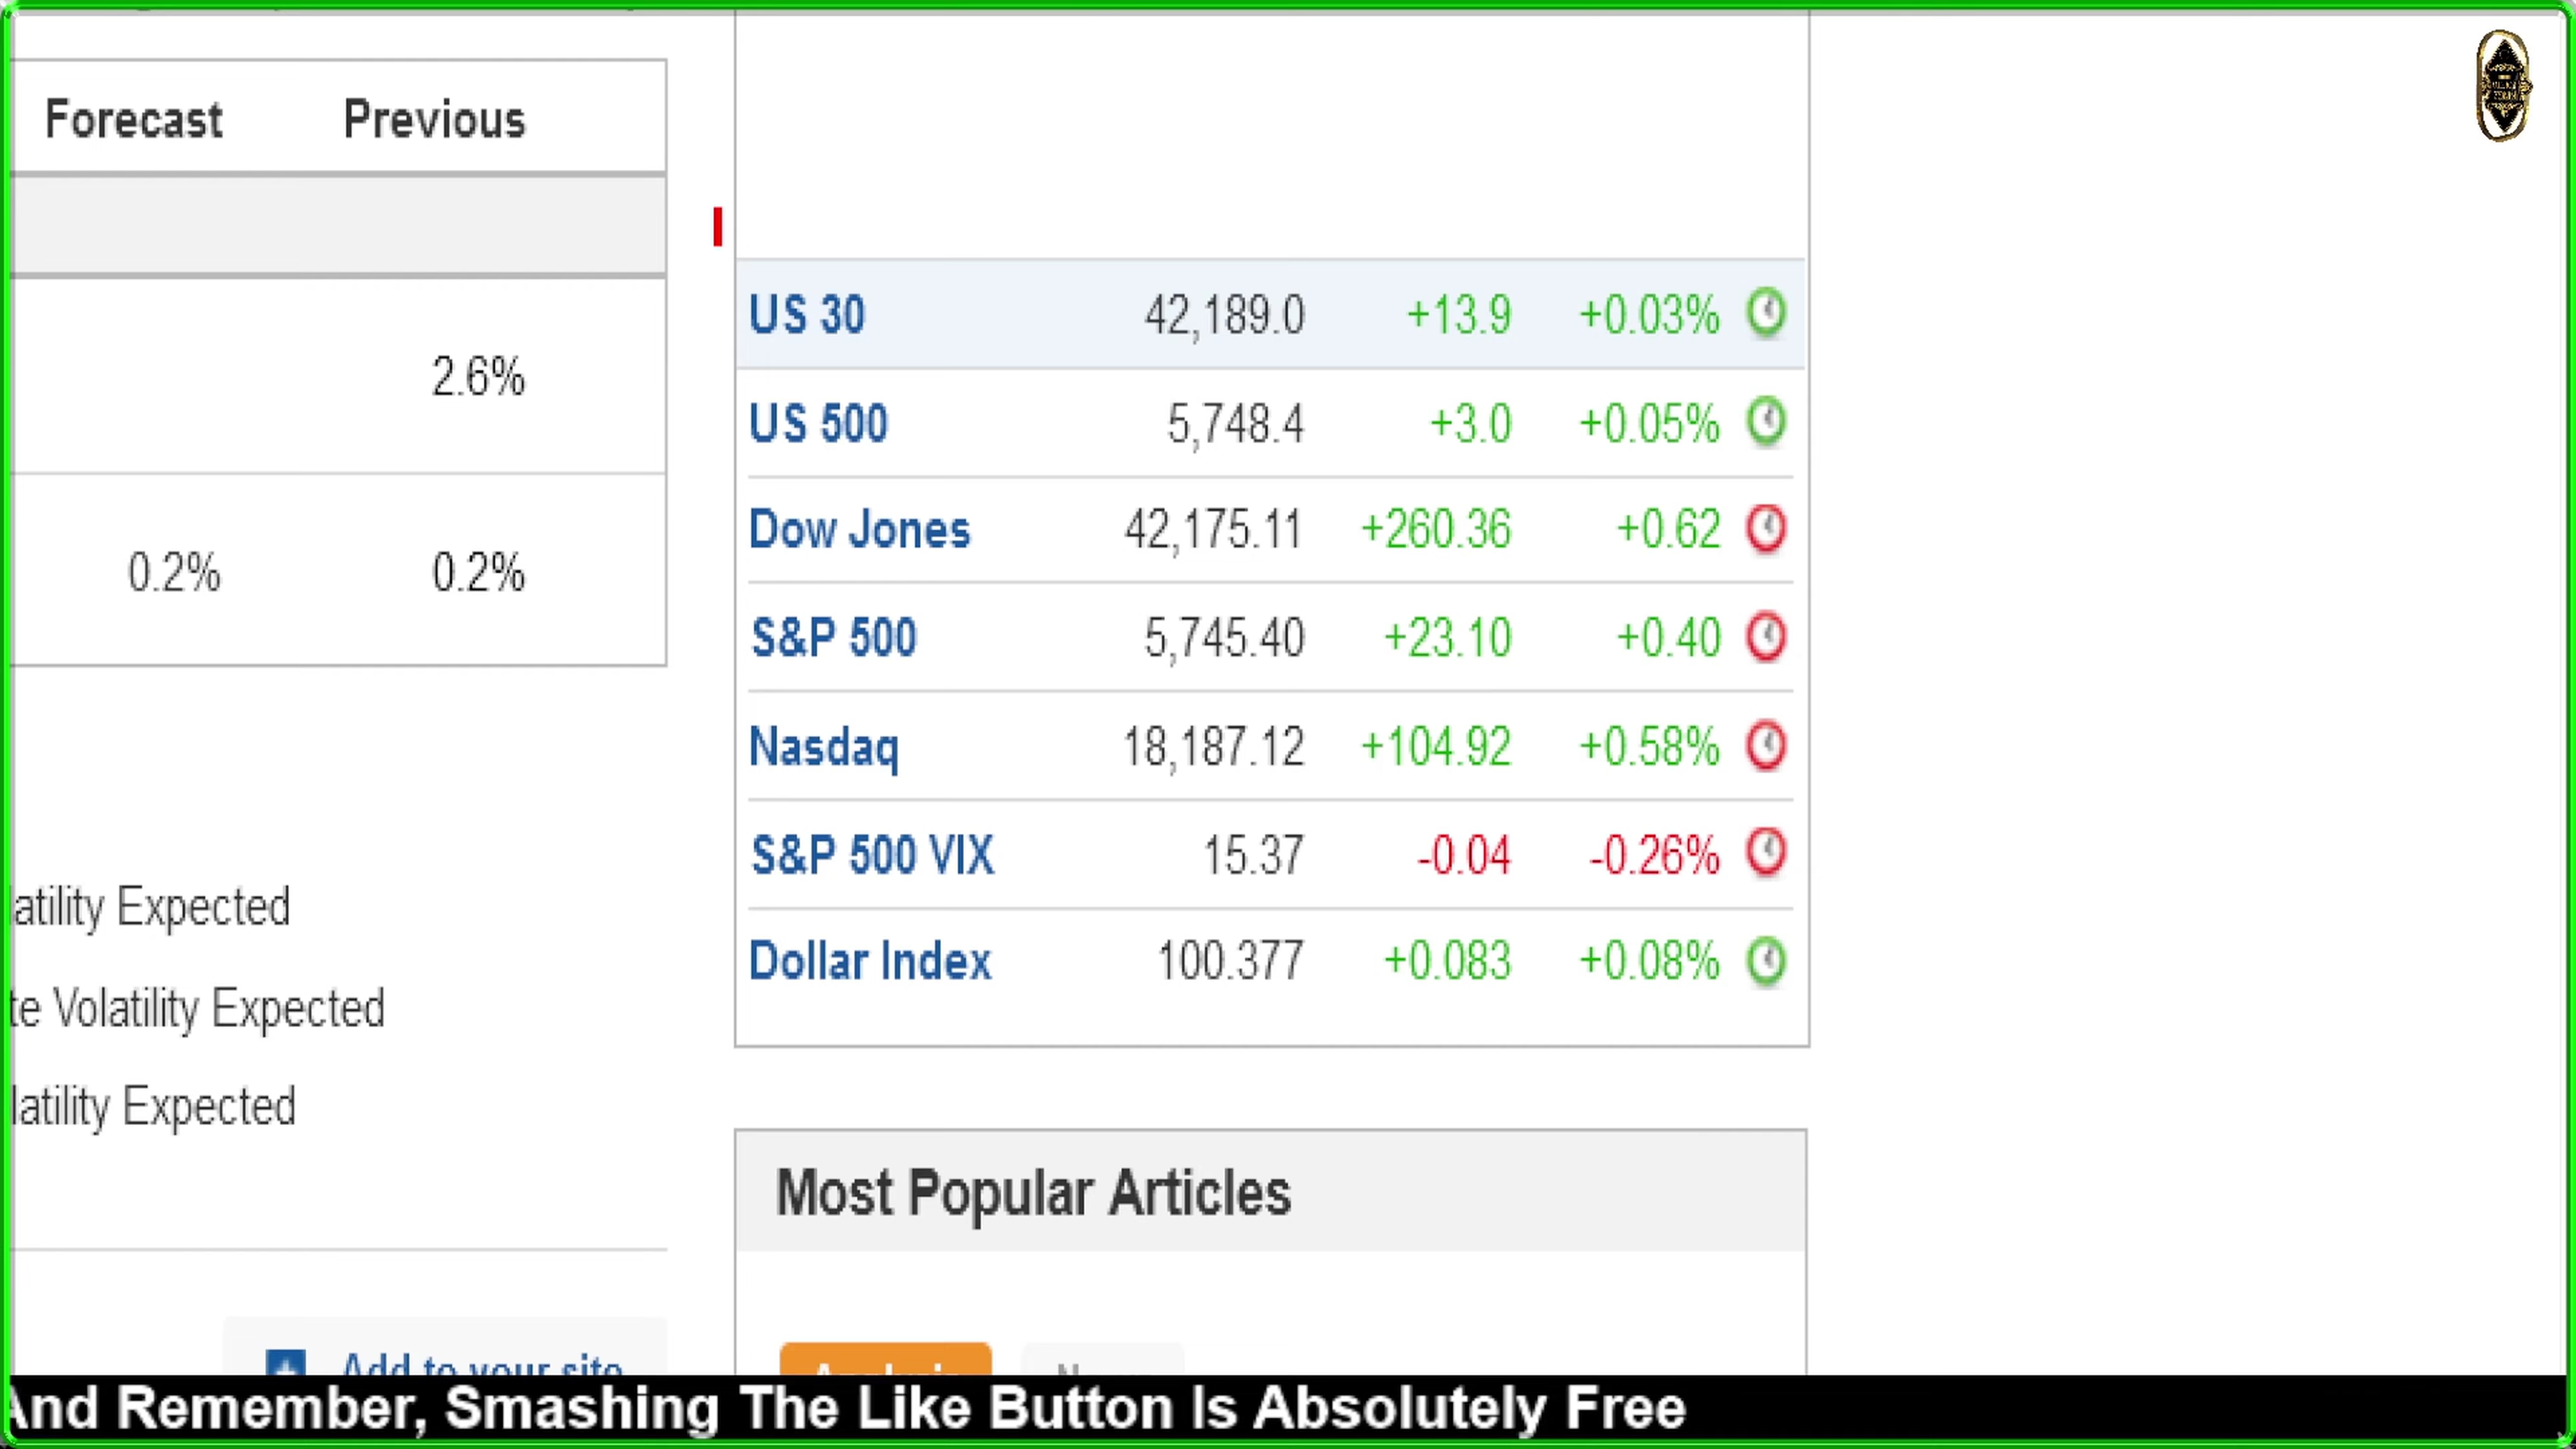 Forecast Previous
2.6%
0.2% 0.2%
atility Expected
te Volatility Expected
latility Expected
Add to your site
US 30 42,189.0 +13.9 +0.03%
US 500 5,748.4 +3.0 +0.05%
Dow Jones 42,175.11 +260.36 +0.62
S&P 500 5,745.40 +23.10 +0.40
Nasdaq 18,187.12 +104.92 +0.58%
S&P 500 VIX 15.37 -0.04 -0.26%
Dollar Index 100.377 +0.083 +0.08%
Most Popular Articles
And Remember, Smashing The Like Button Is Absolutely Free